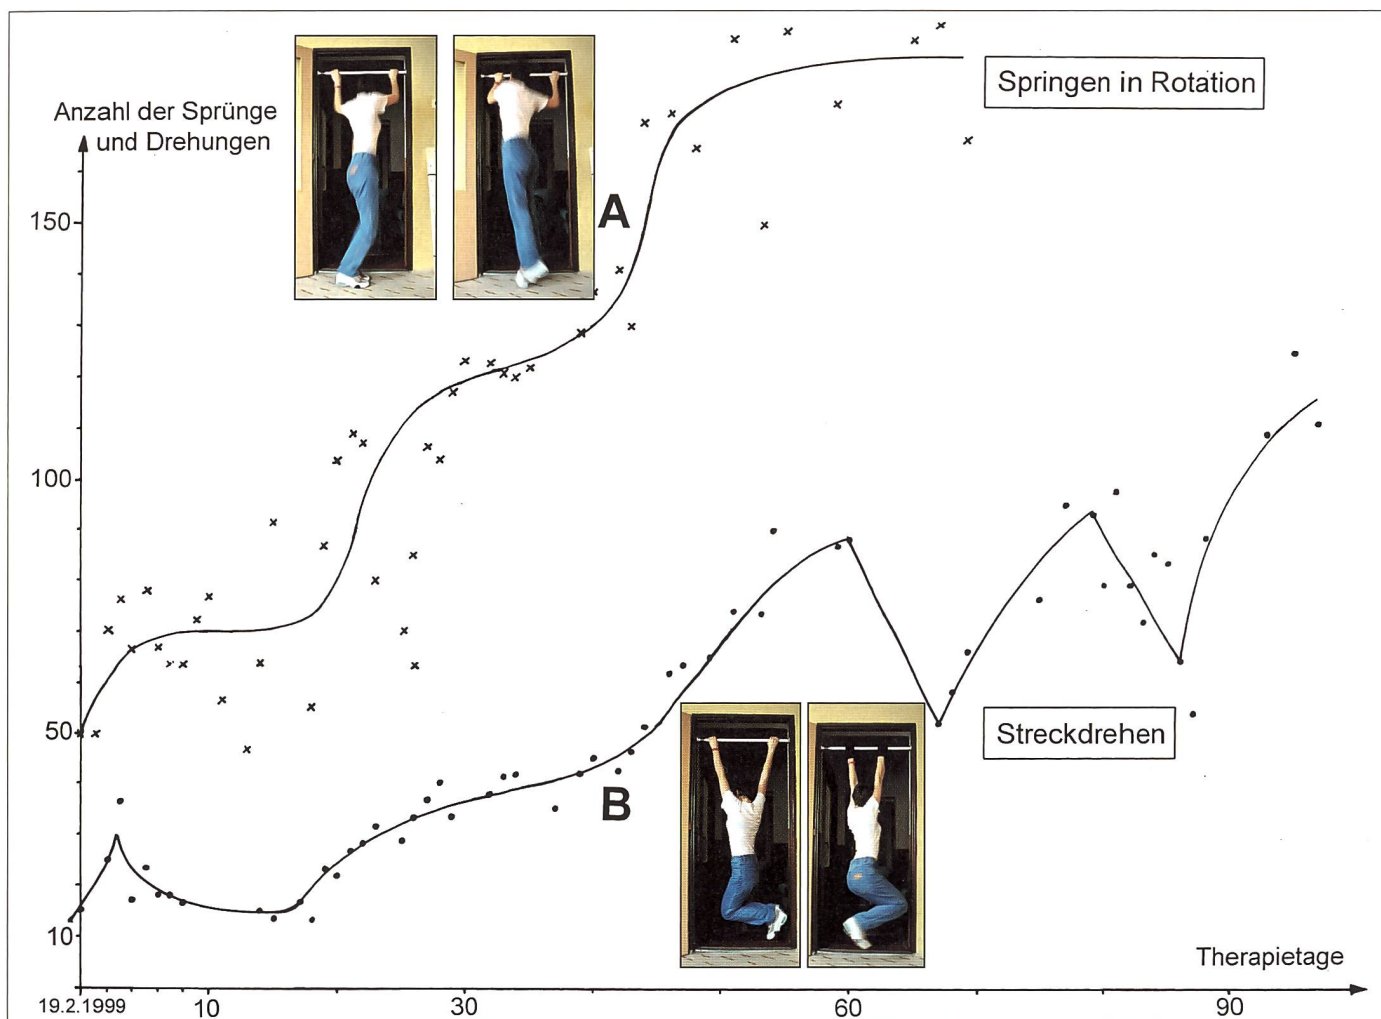 Anzahl der Sprünge
und Drehungen
150
100
50
10
A
Springen in Rotation
B
Streckdrehen
Therapietage
19.2.1999
10
30
60
90